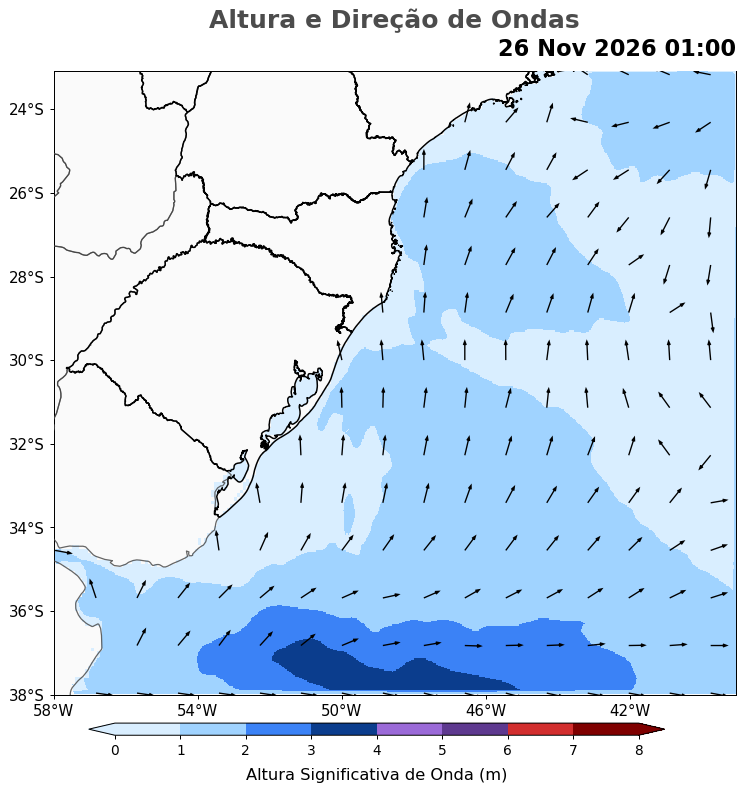 Altura e Direção de Ondas
26 Nov 2026 01:00
24°S
26°S
28°S
30°S
32°S
34°S
36°S
38°S
58°W 54°W 50°W 46°W 42°W
0 1 2 3 4 5 6 7 8
Altura Significativa de Onda (m)